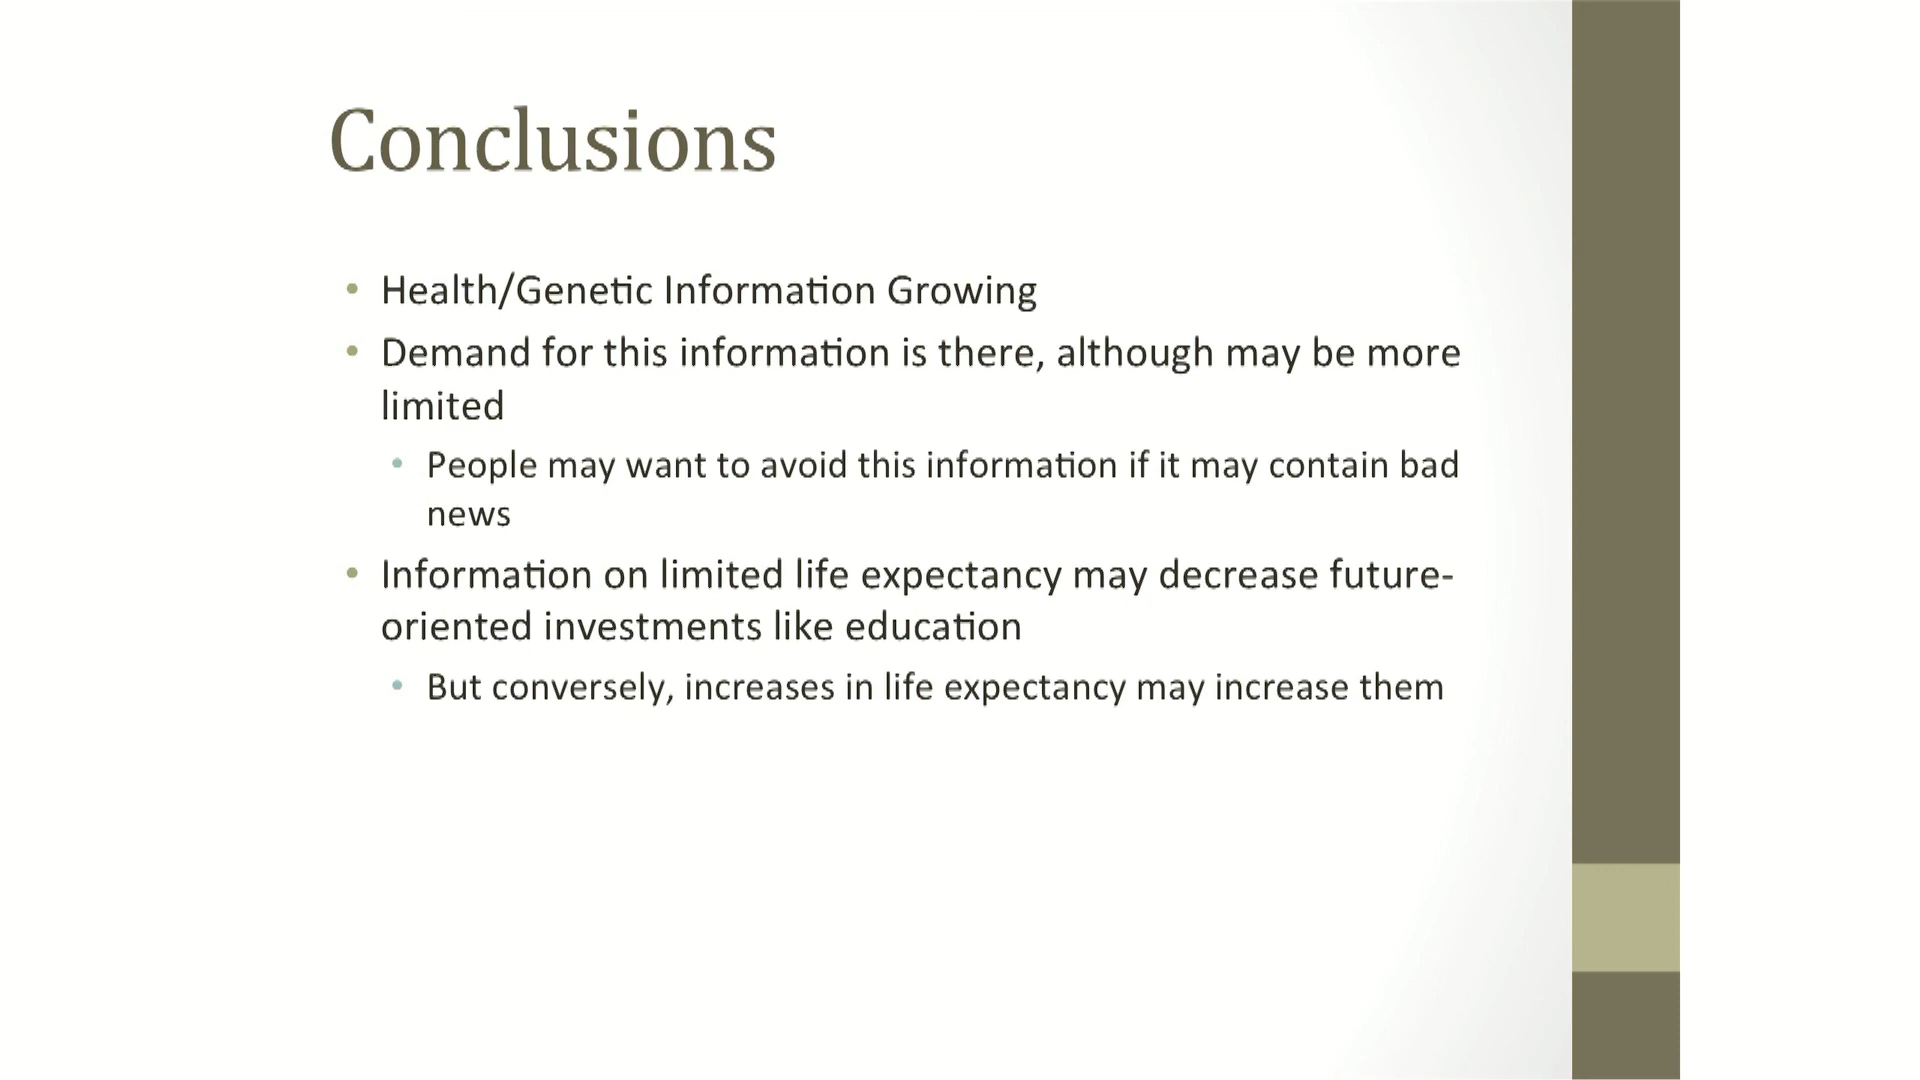 Conclusions
• Health/Genetic Information Growing
• Demand for this information is there, although may be more
limited
• People may want to avoid this information if it may contain bad
news
• Information on limited life expectancy may decrease future-
oriented investments like education
• But conversely, increases in life expectancy may increase them